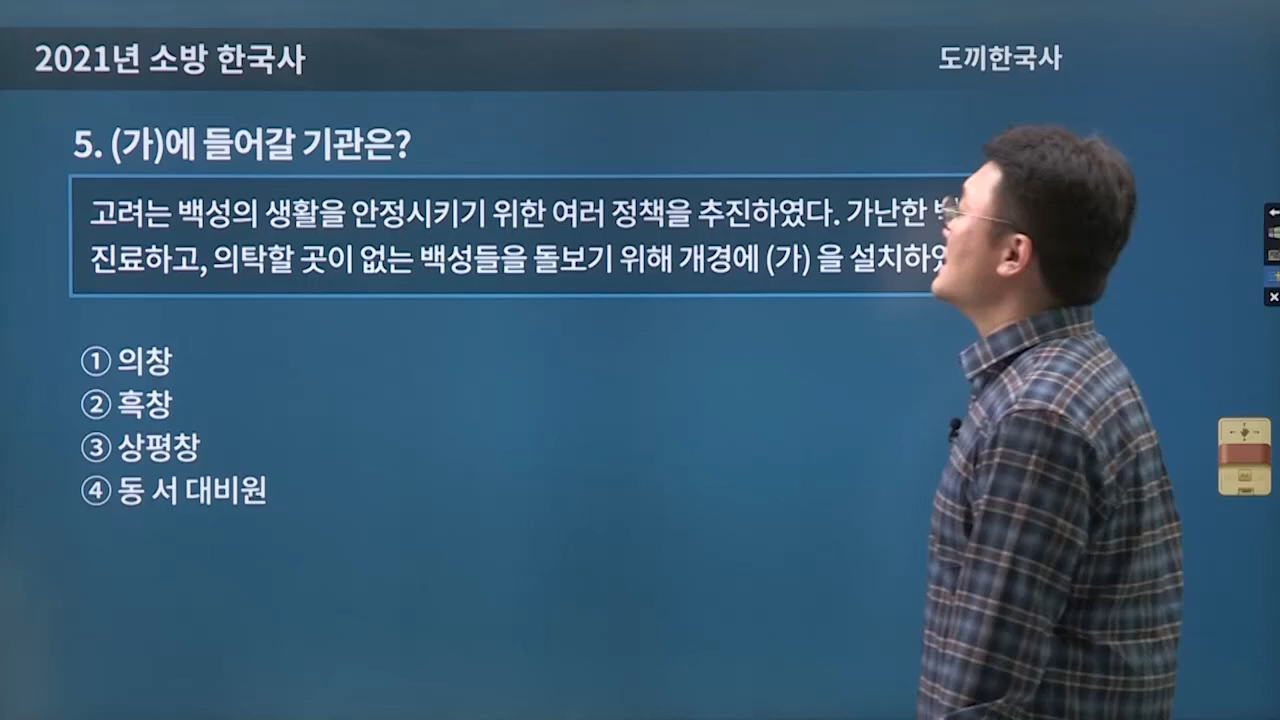 2021년 소방 한국사
도끼한국사
5. (가)에 들어갈 기관은?
고려는 백성의 생활을 안정시키기 위한 여러 정책을 추진하였다. 가난한
진료하고, 의탁할 곳이 없는 백성들을 돌보기 위해 개경에 (가) 을
① 의창
② 흑창
③ 상평창
④ 동 서 대비원